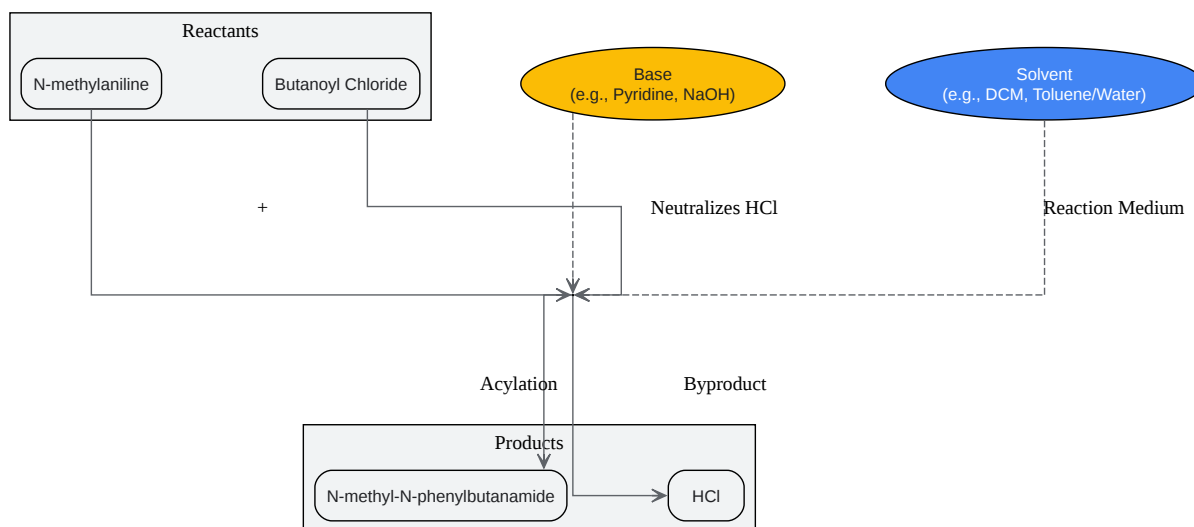 Reactants
N-methylaniline
Butanoyl Chloride
Base
(e.g., Pyridine, NaOH)
Solvent
(e.g., DCM, Toluene/Water)
+
Neutralizes HCl
Reaction Medium
Acylation
Byproduct
Products
N-methyl-N-phenylbutanamide
HCl